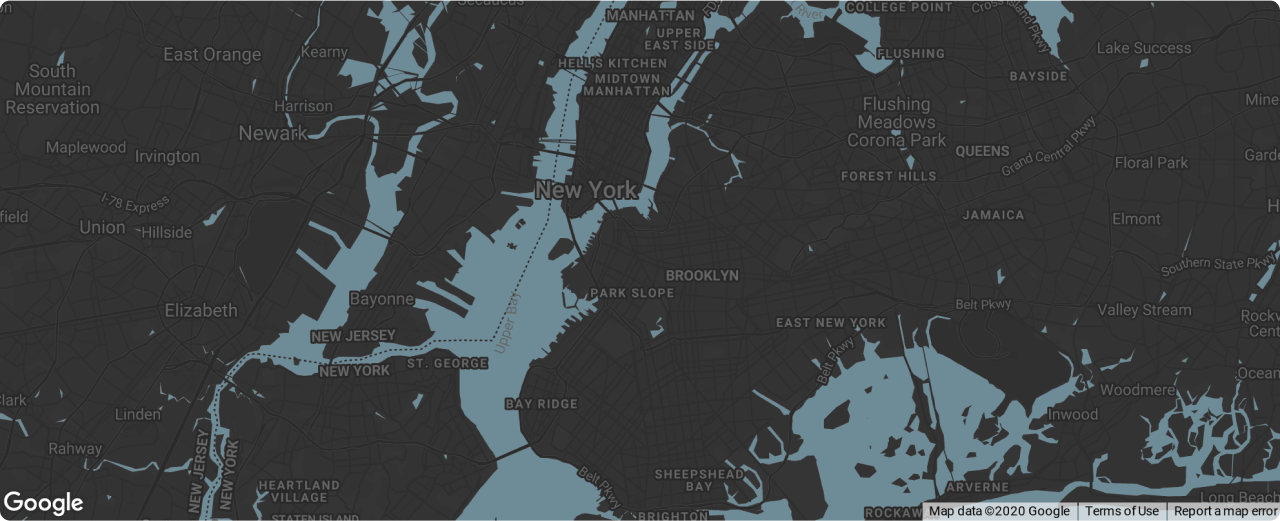 Secaucus
MANHATTAN
River
COLLEGE POINT
Cross Island Pkwy
UPPER
EAST SIDE
East Orange
Kearny
FLUSHING
Lake Success
HELL'S KITCHEN
South
Mountain
Reservation
MIDTOWN
MANHATTAN
BAYSIDE
Harrison
Flushing
Meadows
Corona Park
Mine
Newark
Maplewood
Irvington
QUEENS
Grand Central Pkwy
Gard
Floral Park
New York
FOREST HILLS
I-78 Express
field
Union
Hillside
JAMAICA
Elmont
H
Southern State Pkwy
BROOKLYN
PARK SLOPE
Bayonne
Elizabeth
Upper Bay
Belt Pkwy
Valley Stream
Rockv
Cent
NEW JERSEY
NEW YORK
EAST NEW YORK
ST. GEORGE
Belt Pkwy
Ocean
Woodmere
Clark
Linden
BAY RIDGE
Inwood
Rahway
NEW JERSEY
NEW YORK
HEARTLAND
VILLAGE
Belt Pkwy
SHEEPSHEAD
BAY
ARVERNE
Long Beach
Google
STATEN ISLAND
BRIGHTON
ROCKAW
Map data ©2020 Google
Terms of Use
Report a map error